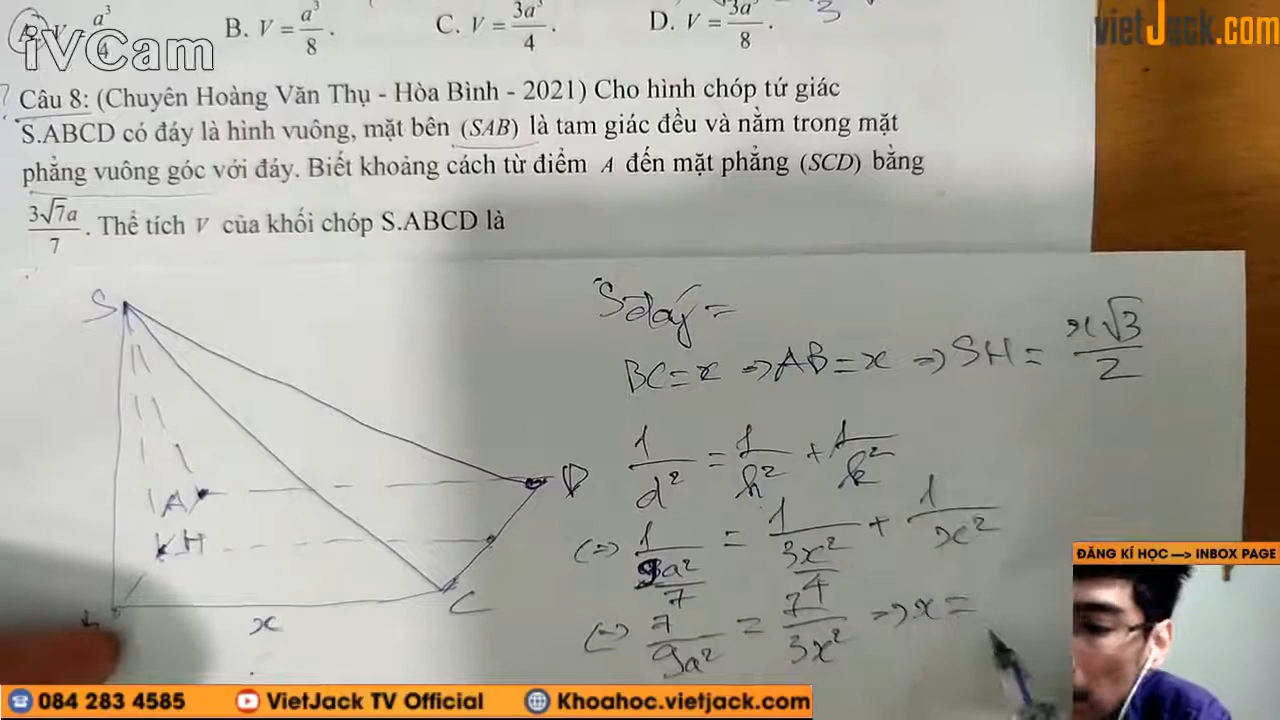 A. V = a³/4 B. V = a³/8. C. V = 3a³/4. D. V = 3a³/8. 3
iVCam
vietJack.com
Câu 8: (Chuyên Hoàng Văn Thụ - Hòa Bình - 2021) Cho hình chóp tứ giác
S.ABCD có đáy là hình vuông, mặt bên (SAB) là tam giác đều và nằm trong mặt
phẳng vuông góc với đáy. Biết khoảng cách từ điểm A đến mặt phẳng (SCD) bằng
3√7a/7. Thể tích V của khối chóp S.ABCD là
S
A
H
D
C
x
Sđáy =
BC = x => AB = x => SH = x√3/2
1/d² = 1/h² + 1/k²
<=> 1/(9a²/7) = 1/(3x²/4) + 1/x²
<=> 7/9a² = 7/3x² => x =
ĐĂNG KÍ HỌC —> INBOX PAGE
084 283 4585 VietJack TV Official Khoahoc.vietjack.com